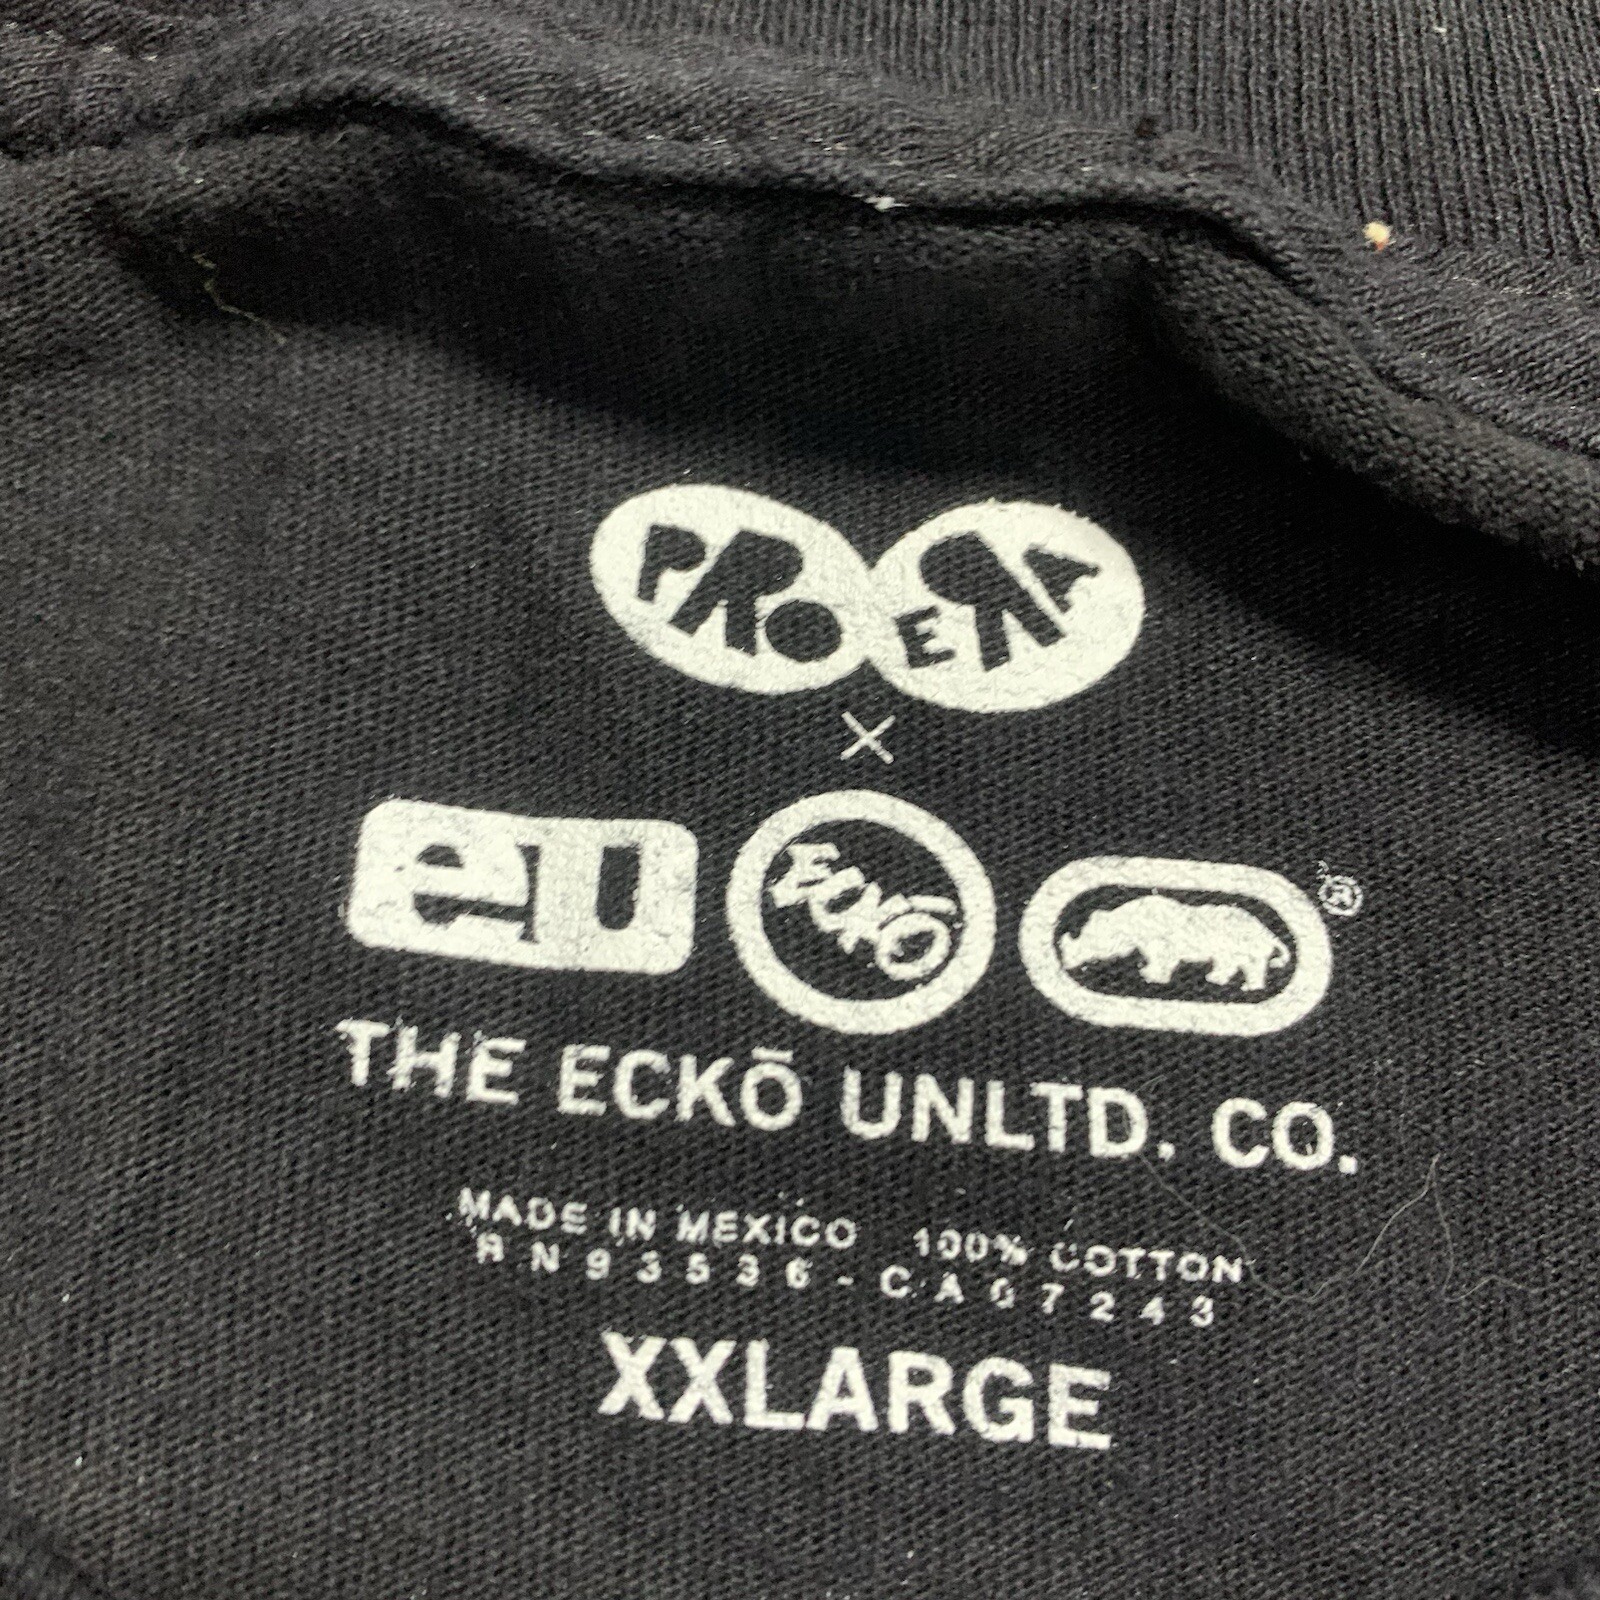 PRO ERA
×
eu ECKŌ ®
THE ECKŌ UNLTD. CO.
MADE IN MEXICO 100% COTTON
RN93536-CA07243
XXLARGE